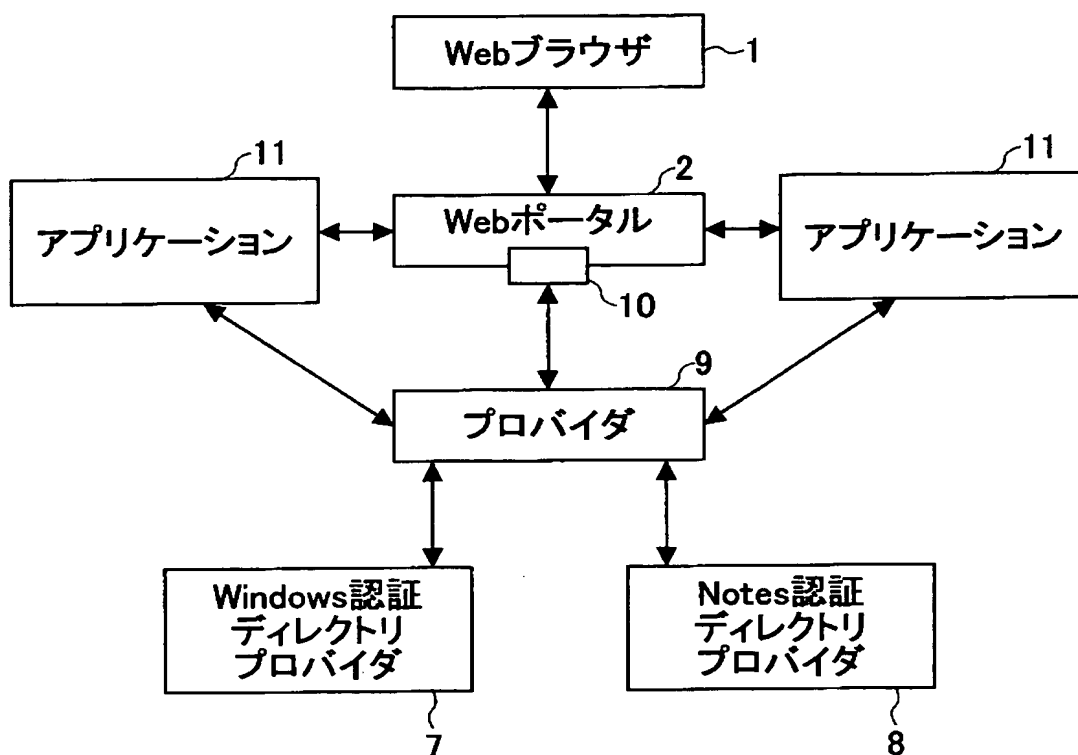 Webブラウザ
1
11
アプリケーション
2
Webポータル
11
アプリケーション
10
9
プロバイダ
Windows認証
ディレクトリ
プロバイダ
7
Notes認証
ディレクトリ
プロバイダ
8